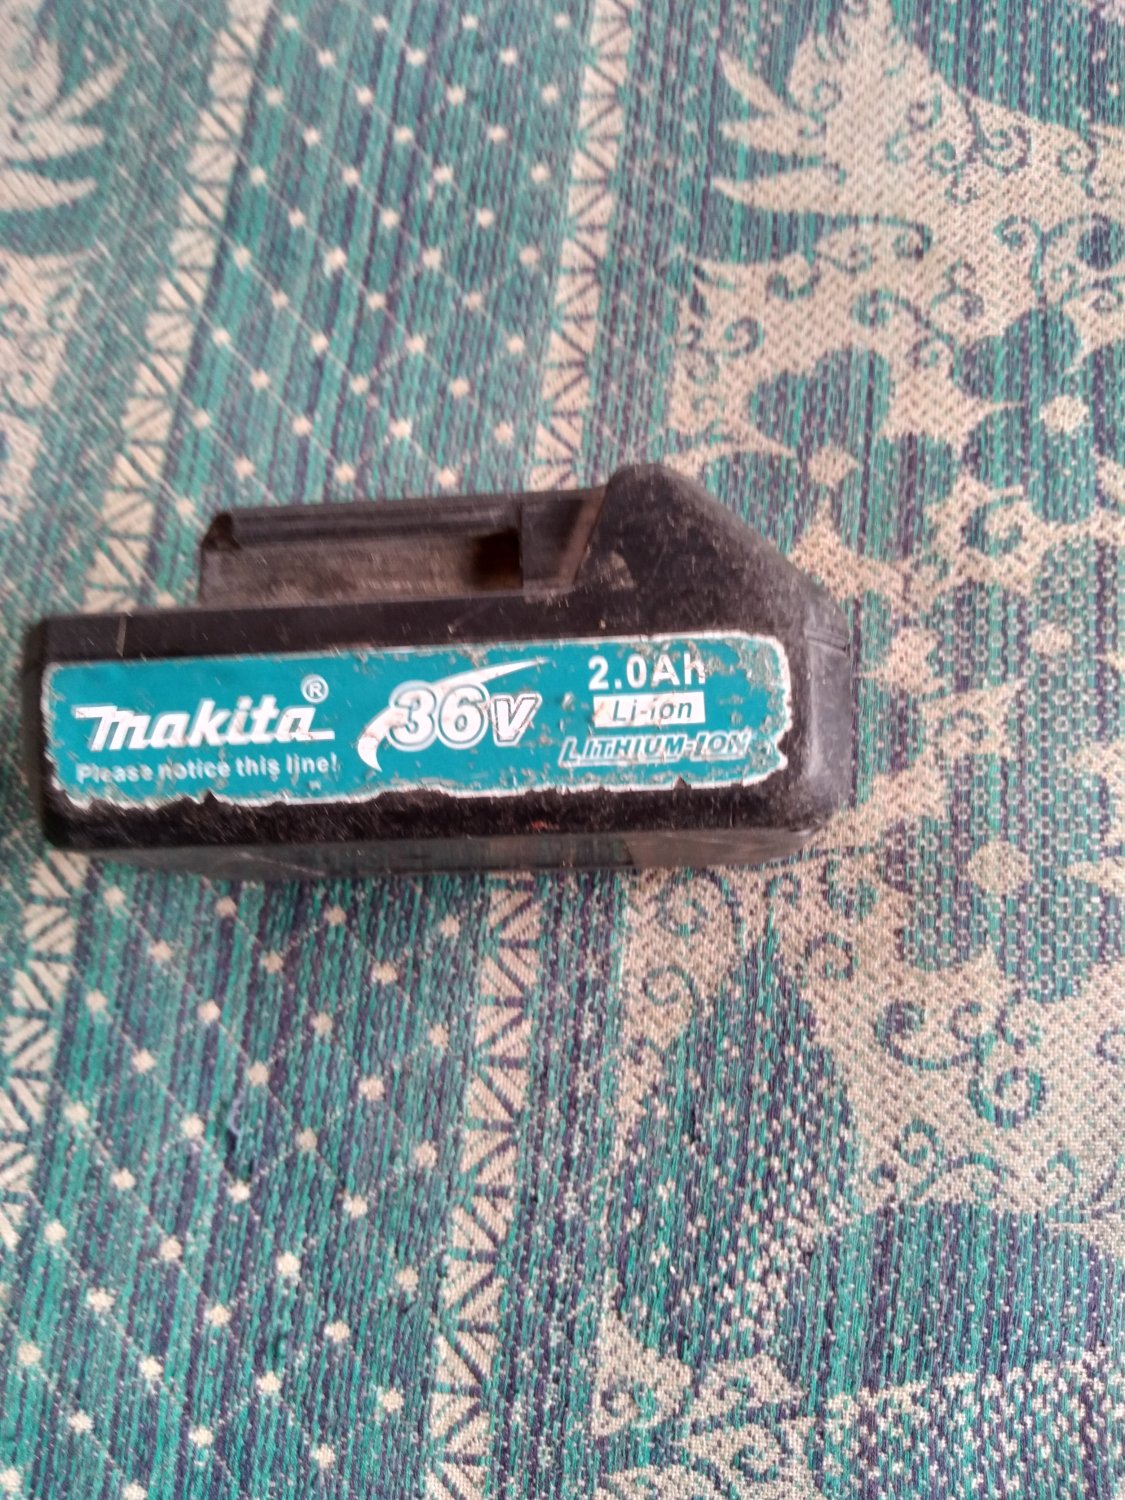 makita®
Please notice this line!
36V
2.0Ah
Li-ion
LITHIUM-ION